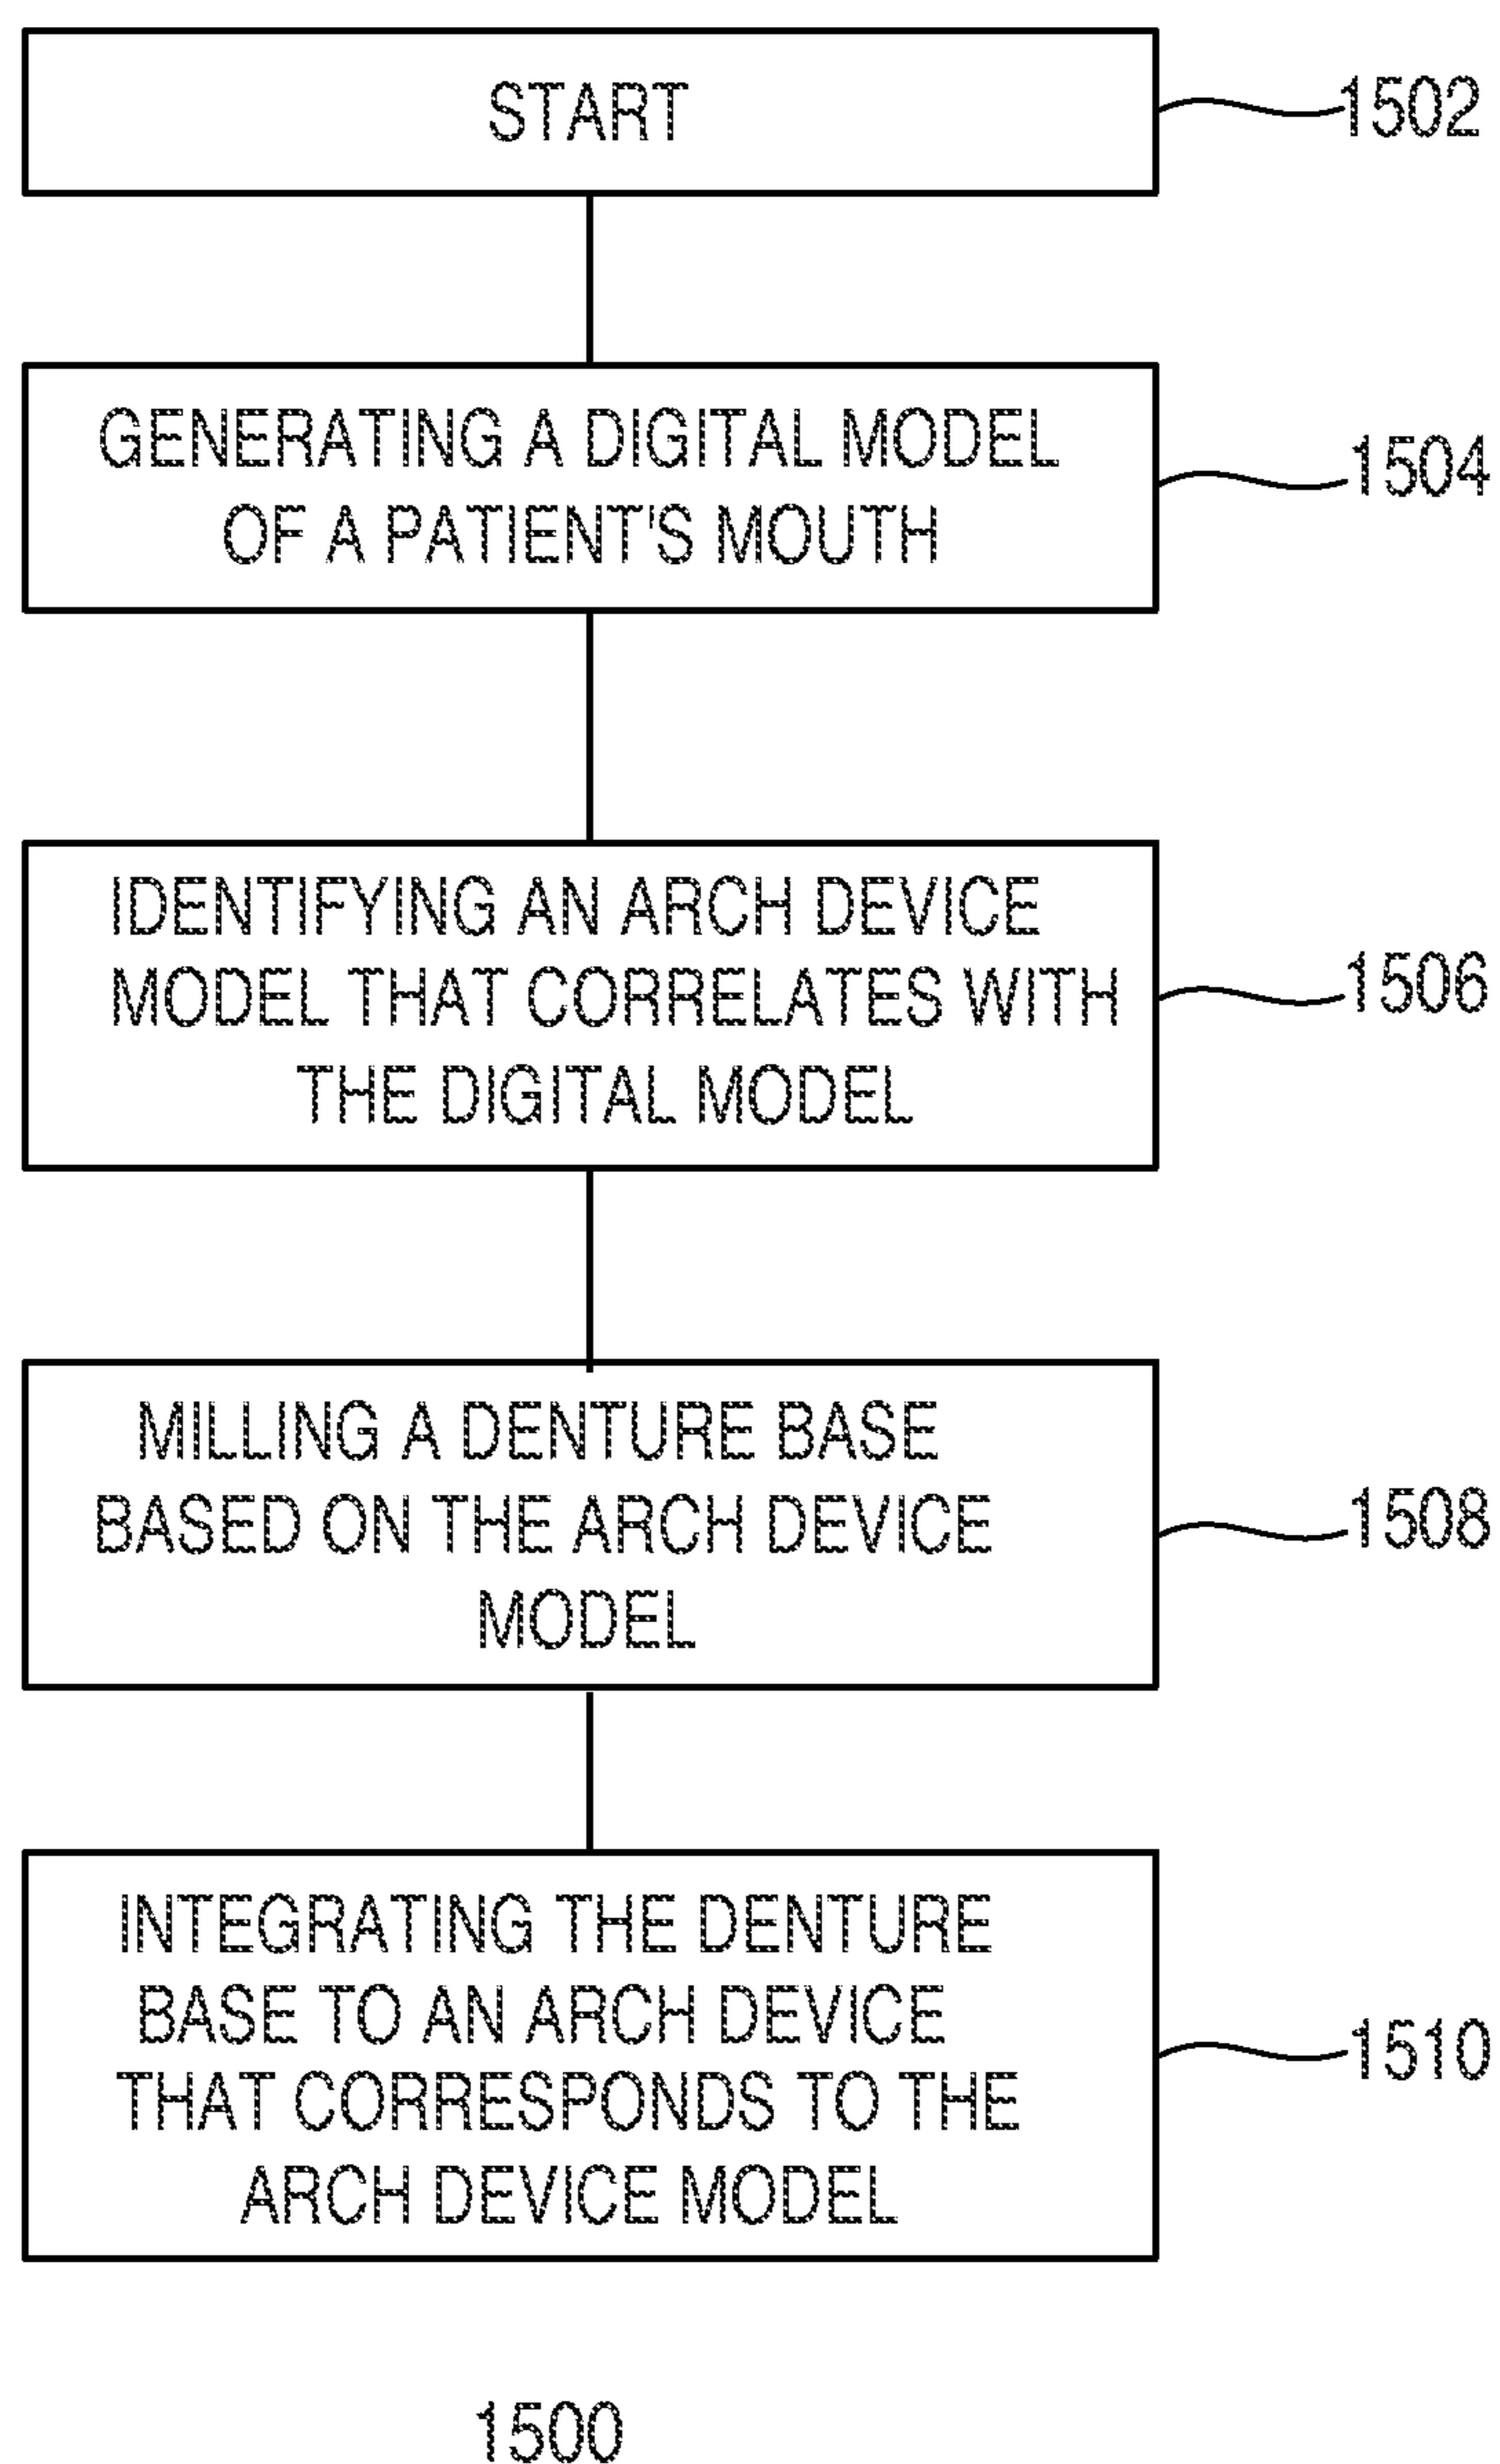 START
1502
GENERATING A DIGITAL MODEL
OF A PATIENT'S MOUTH
1504
IDENTIFYING AN ARCH DEVICE
MODEL THAT CORRELATES WITH
THE DIGITAL MODEL
1506
MILLING A DENTURE BASE
BASED ON THE ARCH DEVICE
MODEL
1508
INTEGRATING THE DENTURE
BASE TO AN ARCH DEVICE
THAT CORRESPONDS TO THE
ARCH DEVICE MODEL
1510
1500